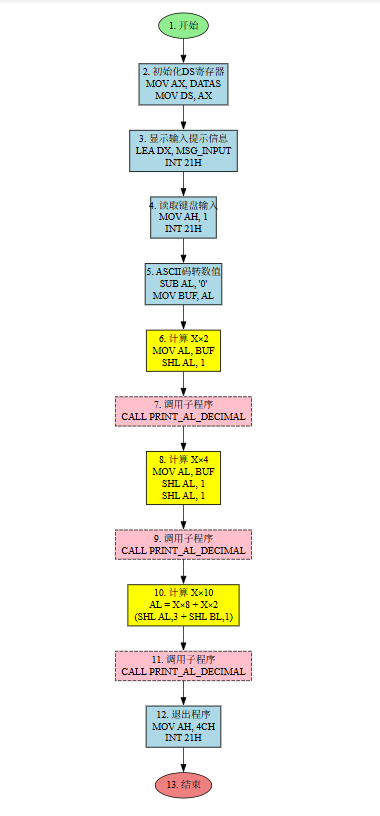 1. 开始
2. 初始化DS寄存器
MOV AX, DATAS
MOV DS, AX
3. 显示输入提示信息
LEA DX, MSG_INPUT
INT 21H
4. 读取键盘输入
MOV AH, 1
INT 21H
5. ASCII码转数值
SUB AL, '0'
MOV BUF, AL
6. 计算 X×2
MOV AL, BUF
SHL AL, 1
7. 调用子程序
CALL PRINT_AL_DECIMAL
8. 计算 X×4
MOV AL, BUF
SHL AL, 1
SHL AL, 1
9. 调用子程序
CALL PRINT_AL_DECIMAL
10. 计算 X×10
AL = X×8 + X×2
(SHL AL,3 + SHL BL,1)
11. 调用子程序
CALL PRINT_AL_DECIMAL
12. 退出程序
MOV AH, 4CH
INT 21H
13. 结束